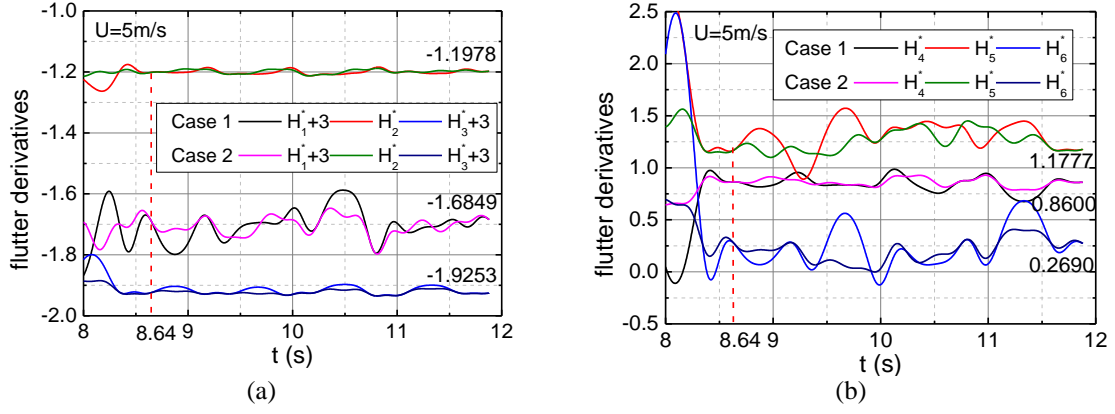 -1.0
-1.2
-1.4
-1.6
-1.8
-2.0
flutter derivatives
U=5m/s
-1.1978
Case 1 H*1+3 H*2 H*3+3
Case 2 H*1+3 H*2 H*3+3
-1.6849
-1.9253
8 8.64 9 10 11 12
t (s)
(a)
2.5
2.0
1.5
1.0
0.5
0.0
-0.5
flutter derivatives
U=5m/s
Case 1 H*4 H*5 H*6
Case 2 H*4 H*5 H*6
1.1777
0.8600
0.2690
8 8.64 9 10 11 12
t (s)
(b)